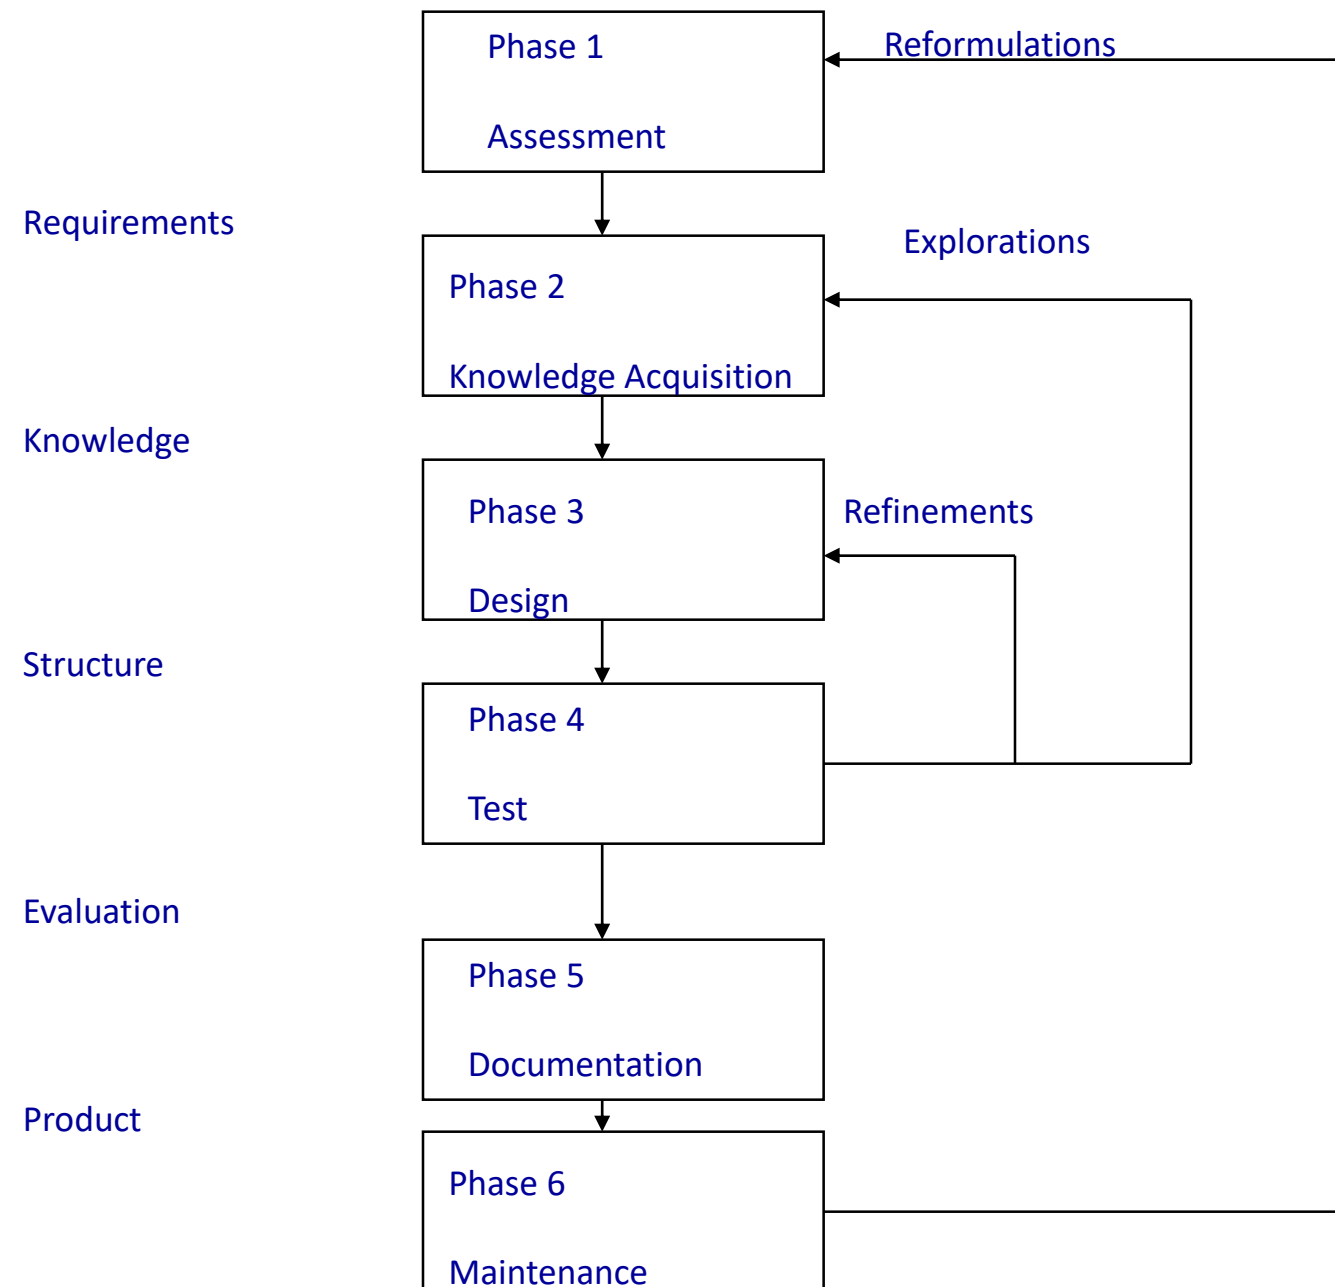 Phase 1
Reformulations
Assessment
Requirements
Explorations
Phase 2
Knowledge Acquisition
Knowledge
Phase 3
Refinements
Design
Structure
Phase 4
Test
Evaluation
Phase 5
Documentation
Product
Phase 6
Maintenance